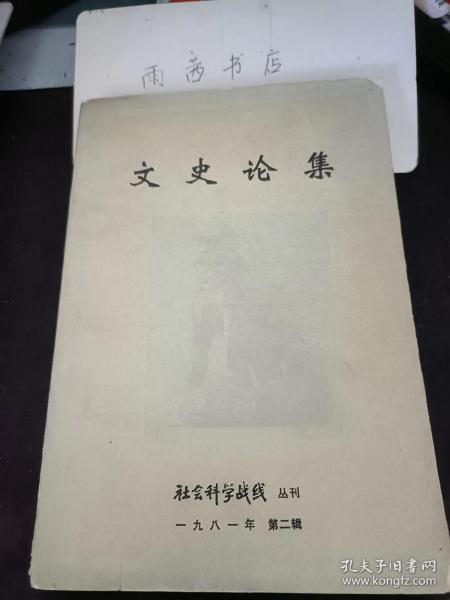 雨茜书店
文史论集
社会科学战线 丛刊
一九八一年 第二辑
孔夫子旧书网
www.kongfz.com